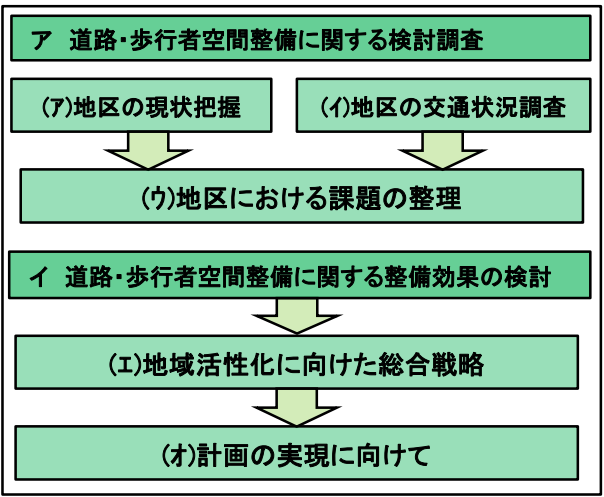 ア　道路・歩行者空間整備に関する検討調査
(ｱ)地区の現状把握
(ｲ)地区の交通状況調査
(ｳ)地区における課題の整理
イ　道路・歩行者空間整備に関する整備効果の検討
(ｴ)地域活性化に向けた総合戦略
(ｵ)計画の実現に向けて